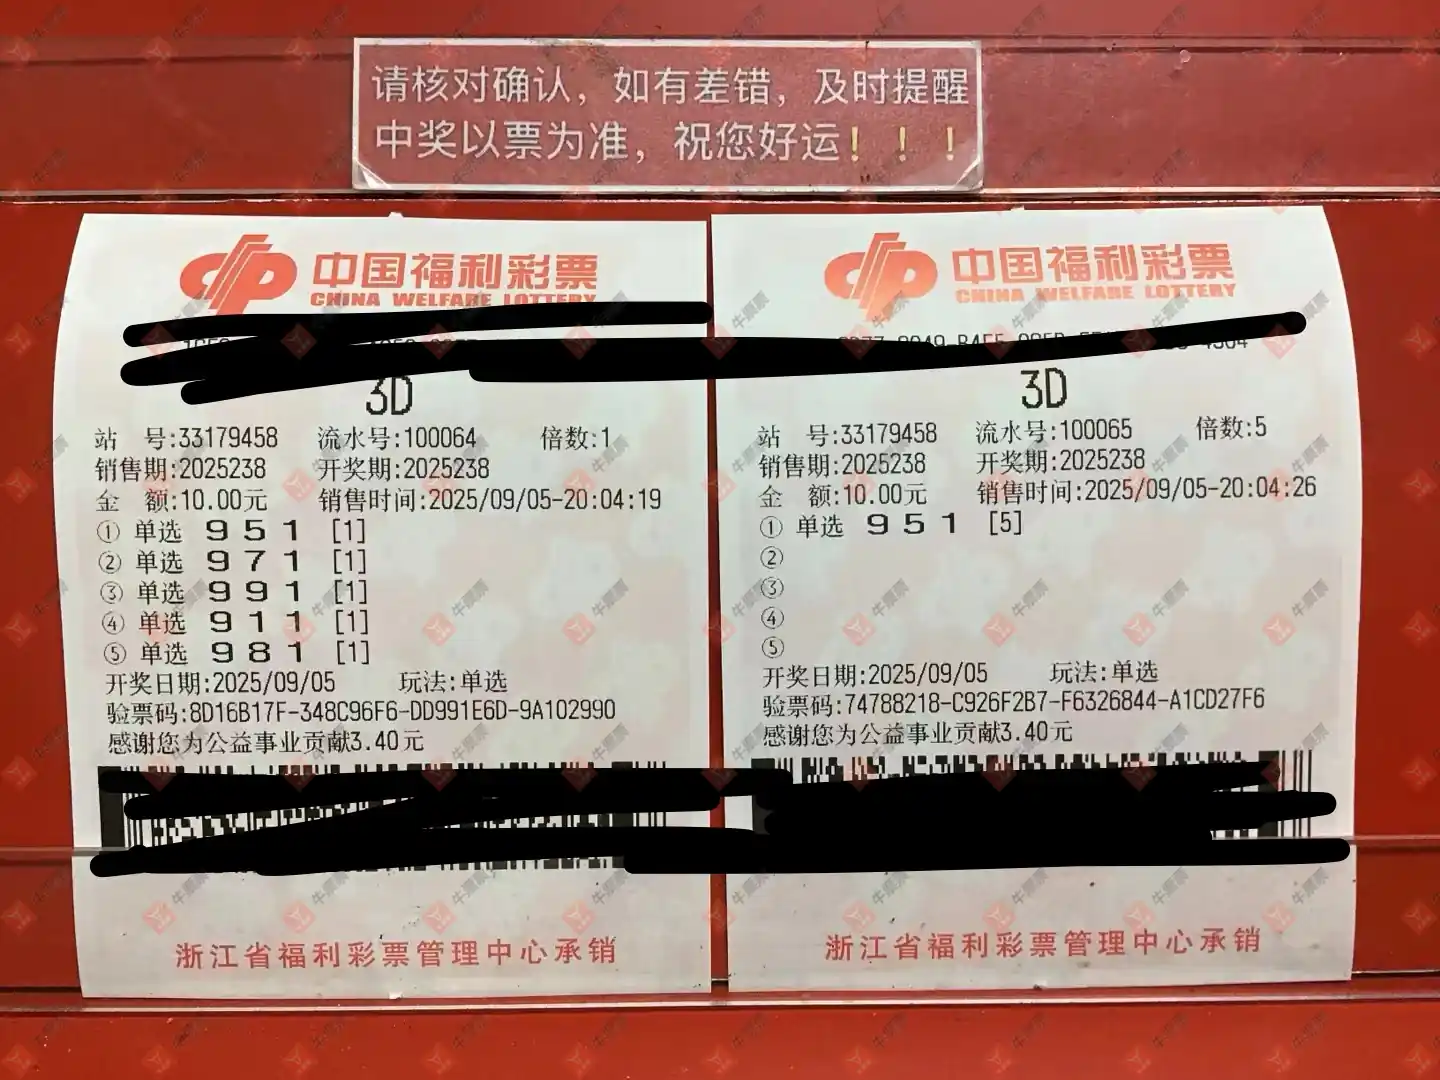 请核对确认，如有差错，及时提醒
中奖以票为准，祝您好运！！！
中国福利彩票
CHINA WELFARE LOTTERY
3D
站 号:33179458 流水号:100064 倍数:1
销售期:2025238 开奖期:2025238
金 额:10.00元 销售时间:2025/09/05-20:04:19
① 单选 9 5 1 [1]
② 单选 9 7 1 [1]
③ 单选 9 9 1 [1]
④ 单选 9 1 1 [1]
⑤ 单选 9 8 1 [1]
开奖日期:2025/09/05 玩法:单选
验票码:8D16B17F-348C96F6-DD991E6D-9A102990
感谢您为公益事业贡献3.40元
浙江省福利彩票管理中心承销
中国福利彩票
CHINA WELFARE LOTTERY
3D
站 号:33179458 流水号:100065 倍数:5
销售期:2025238 开奖期:2025238
金 额:10.00元 销售时间:2025/09/05-20:04:26
① 单选 9 5 1 [5]
②
③
④
⑤
开奖日期:2025/09/05 玩法:单选
验票码:74788218-C926F2B7-F6326844-A1CD27F6
感谢您为公益事业贡献3.40元
浙江省福利彩票管理中心承销